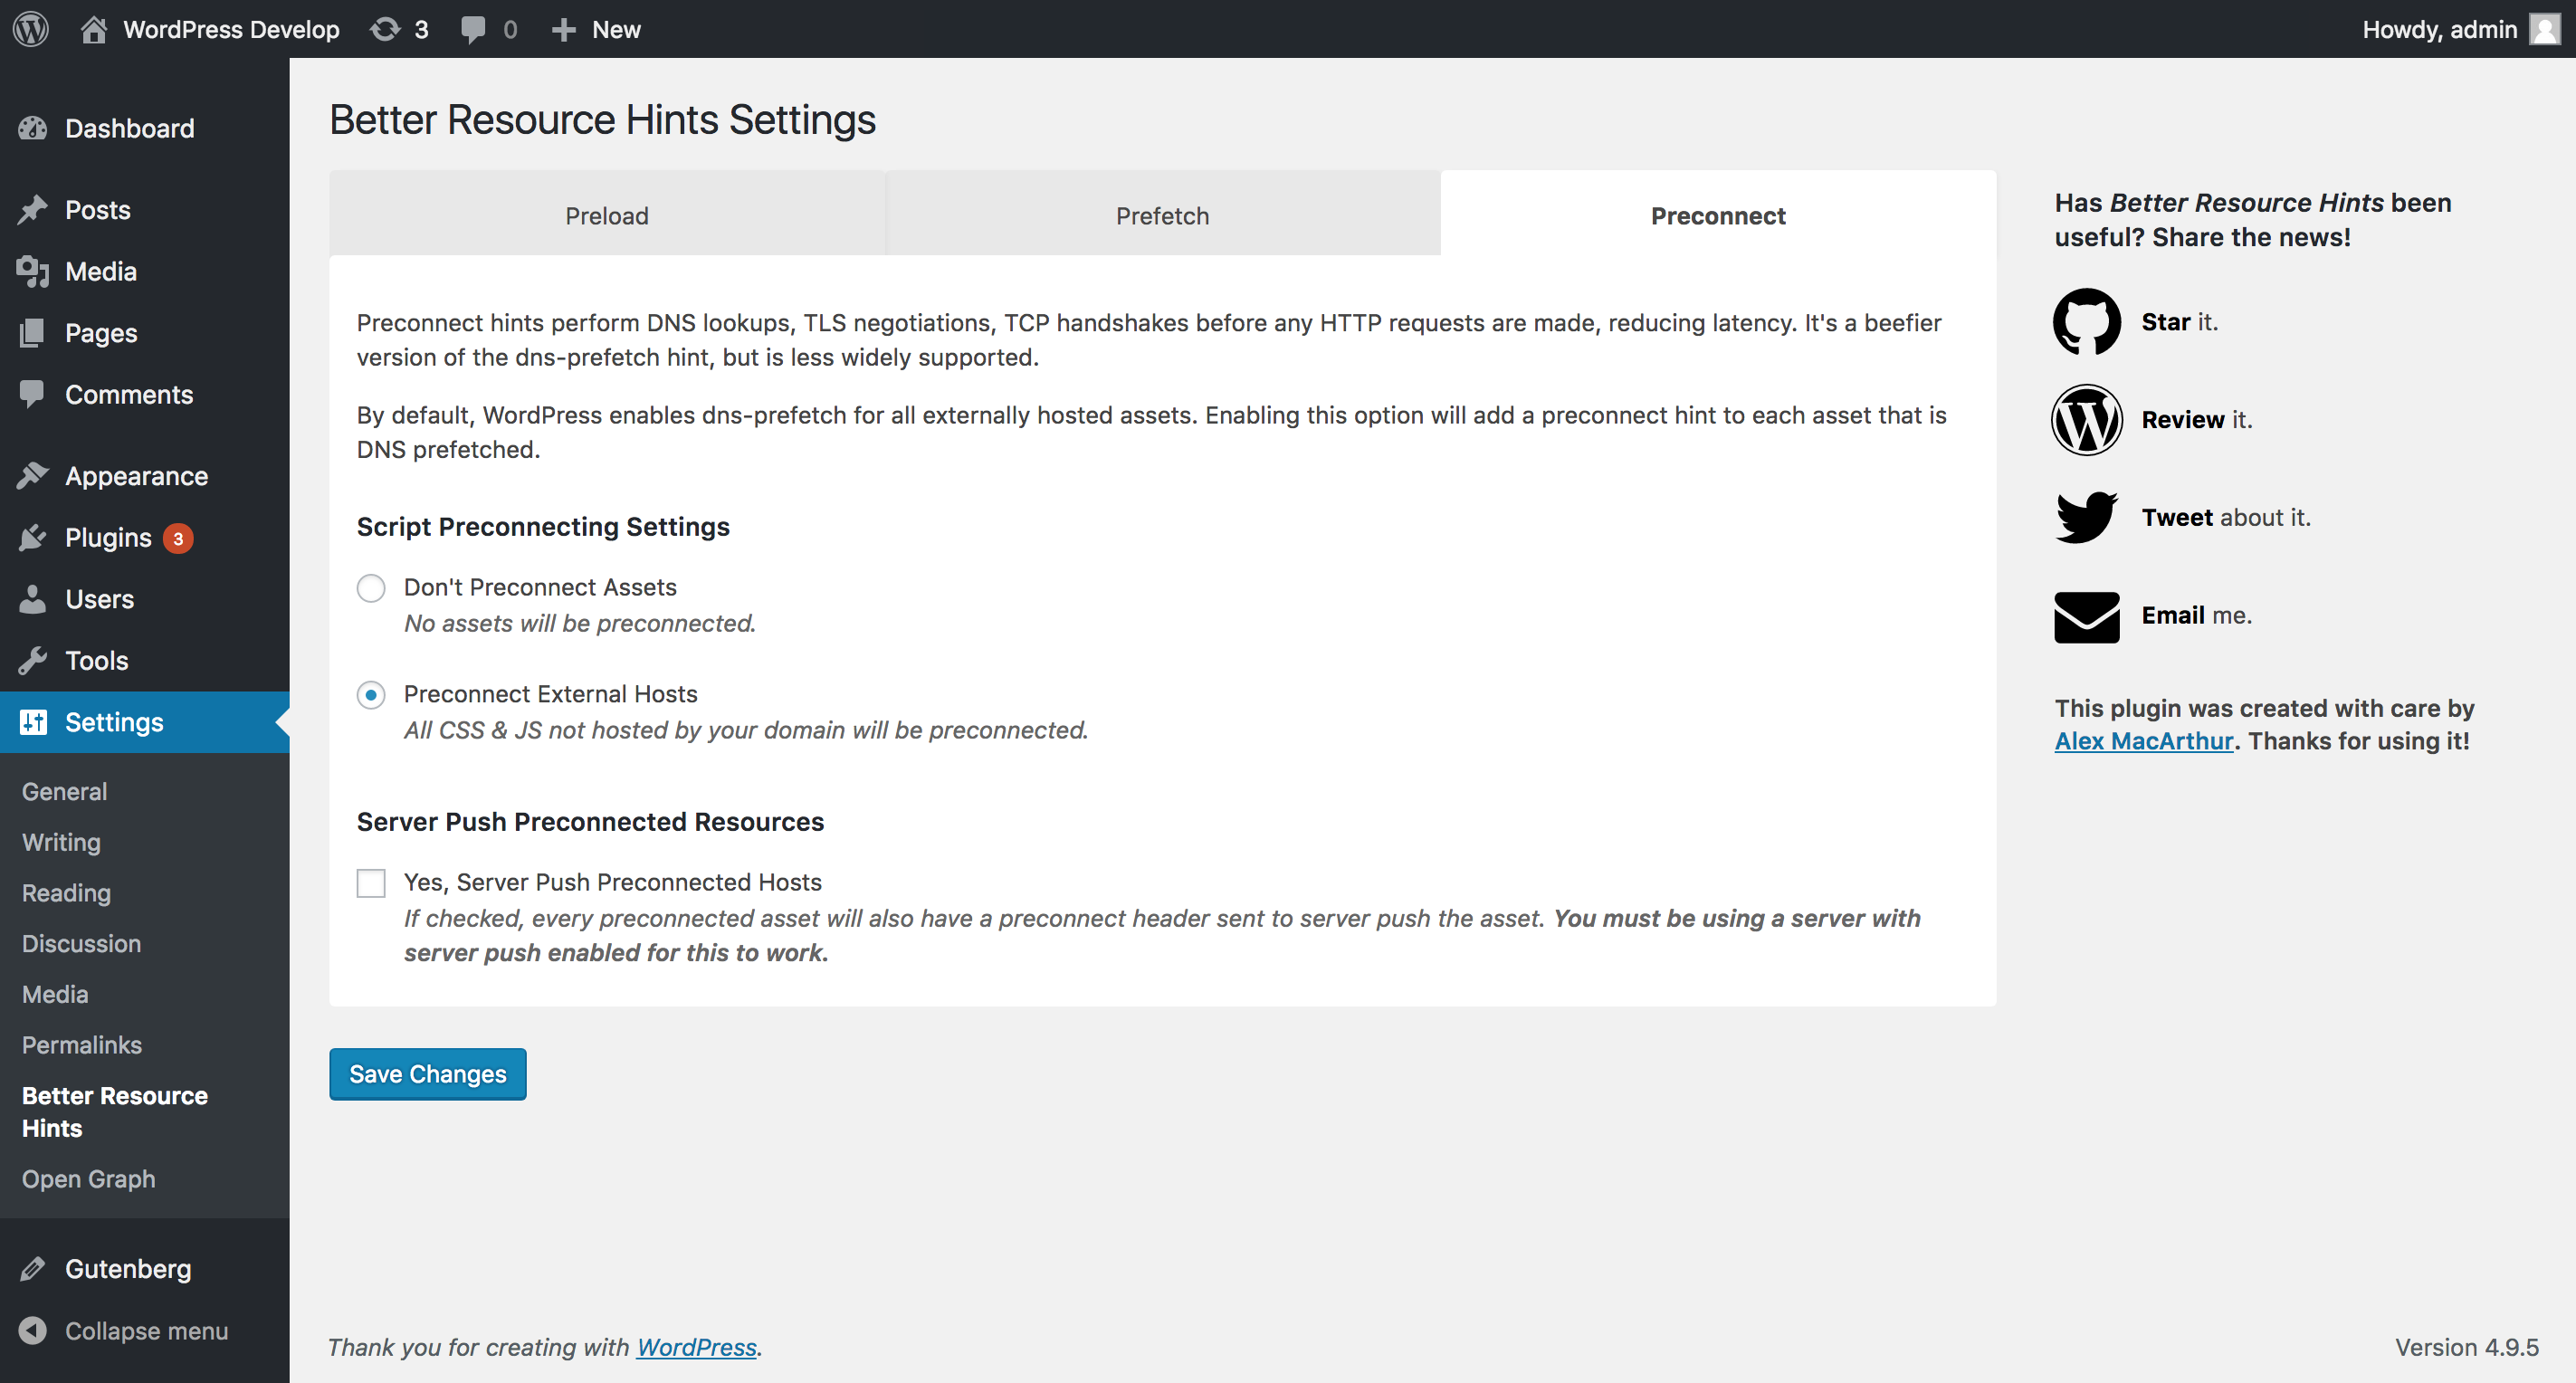 WordPress Develop 3 0 New Howdy, admin
Dashboard
Posts
Media
Pages
Comments
Appearance
Plugins 3
Users
Tools
Settings
General
Writing
Reading
Discussion
Media
Permalinks
Better Resource
Hints
Open Graph
Gutenberg
Collapse menu
Better Resource Hints Settings
Preload Prefetch Preconnect
Preconnect hints perform DNS lookups, TLS negotiations, TCP handshakes before any HTTP requests are made, reducing latency. It's a beefier
version of the dns-prefetch hint, but is less widely supported.
By default, WordPress enables dns-prefetch for all externally hosted assets. Enabling this option will add a preconnect hint to each asset that is
DNS prefetched.
Script Preconnecting Settings
Don't Preconnect Assets
No assets will be preconnected.
Preconnect External Hosts
All CSS & JS not hosted by your domain will be preconnected.
Server Push Preconnected Resources
Yes, Server Push Preconnected Hosts
If checked, every preconnected asset will also have a preconnect header sent to server push the asset. You must be using a server with
server push enabled for this to work.
Save Changes
Has Better Resource Hints been
useful? Share the news!
Star it.
Review it.
Tweet about it.
Email me.
This plugin was created with care by
Alex MacArthur. Thanks for using it!
Thank you for creating with WordPress.
Version 4.9.5